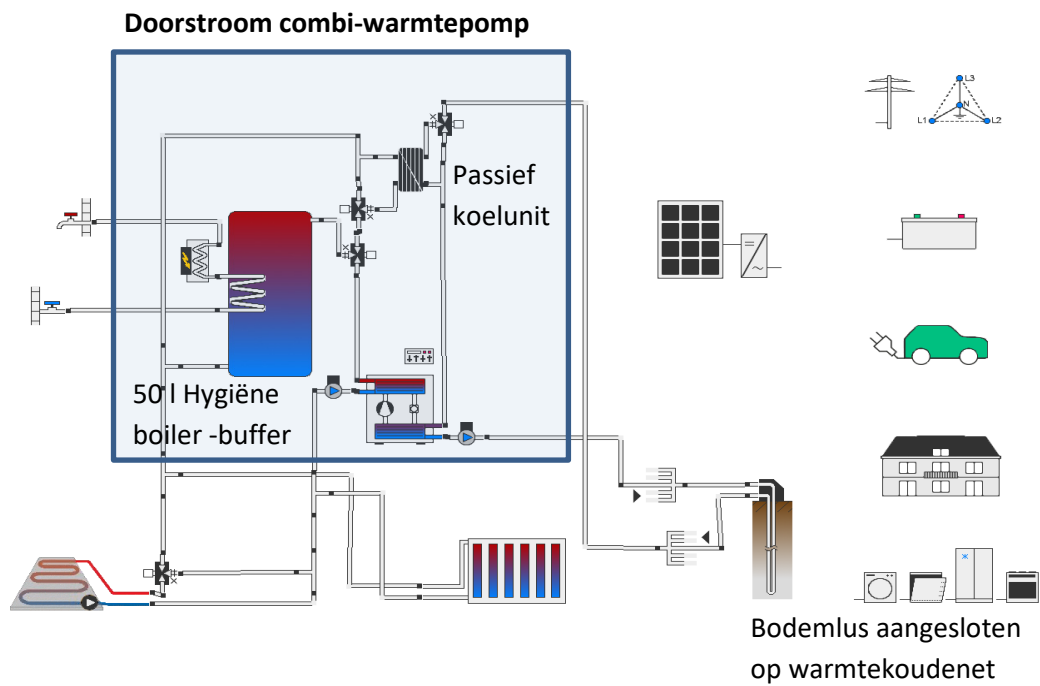 Doorstroom combi-warmtepomp
L3
N
L1
L2
Passief
koelunit
50 l Hygiëne
boiler -buffer
Bodemlus aangesloten
op warmtekoudenet